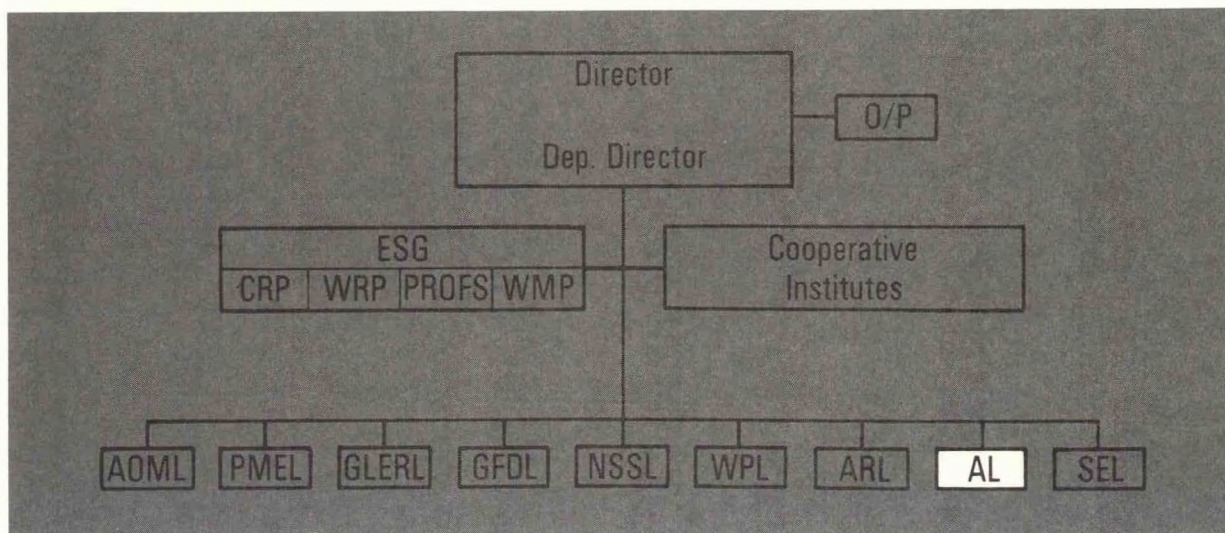 Director
O/P
Dep. Director
ESG
CRP WRP PROFS WMP
Cooperative
Institutes
AOML PMEL GLERL GFDL NSSL WPL ARL AL SEL